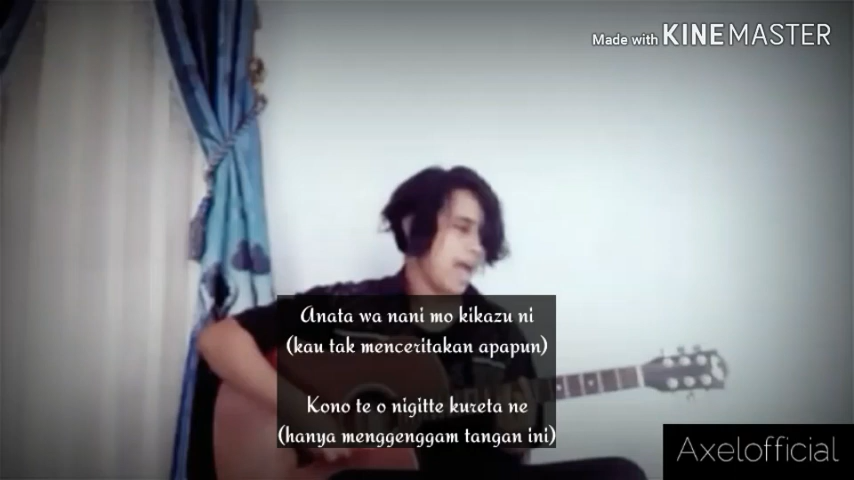 Made with KINEMASTER
Anata wa nani mo kikazu ni
(kau tak menceritakan apapun)
Kono te o nigitte kureta ne
(hanya menggenggam tangan ini)
Axelofficial